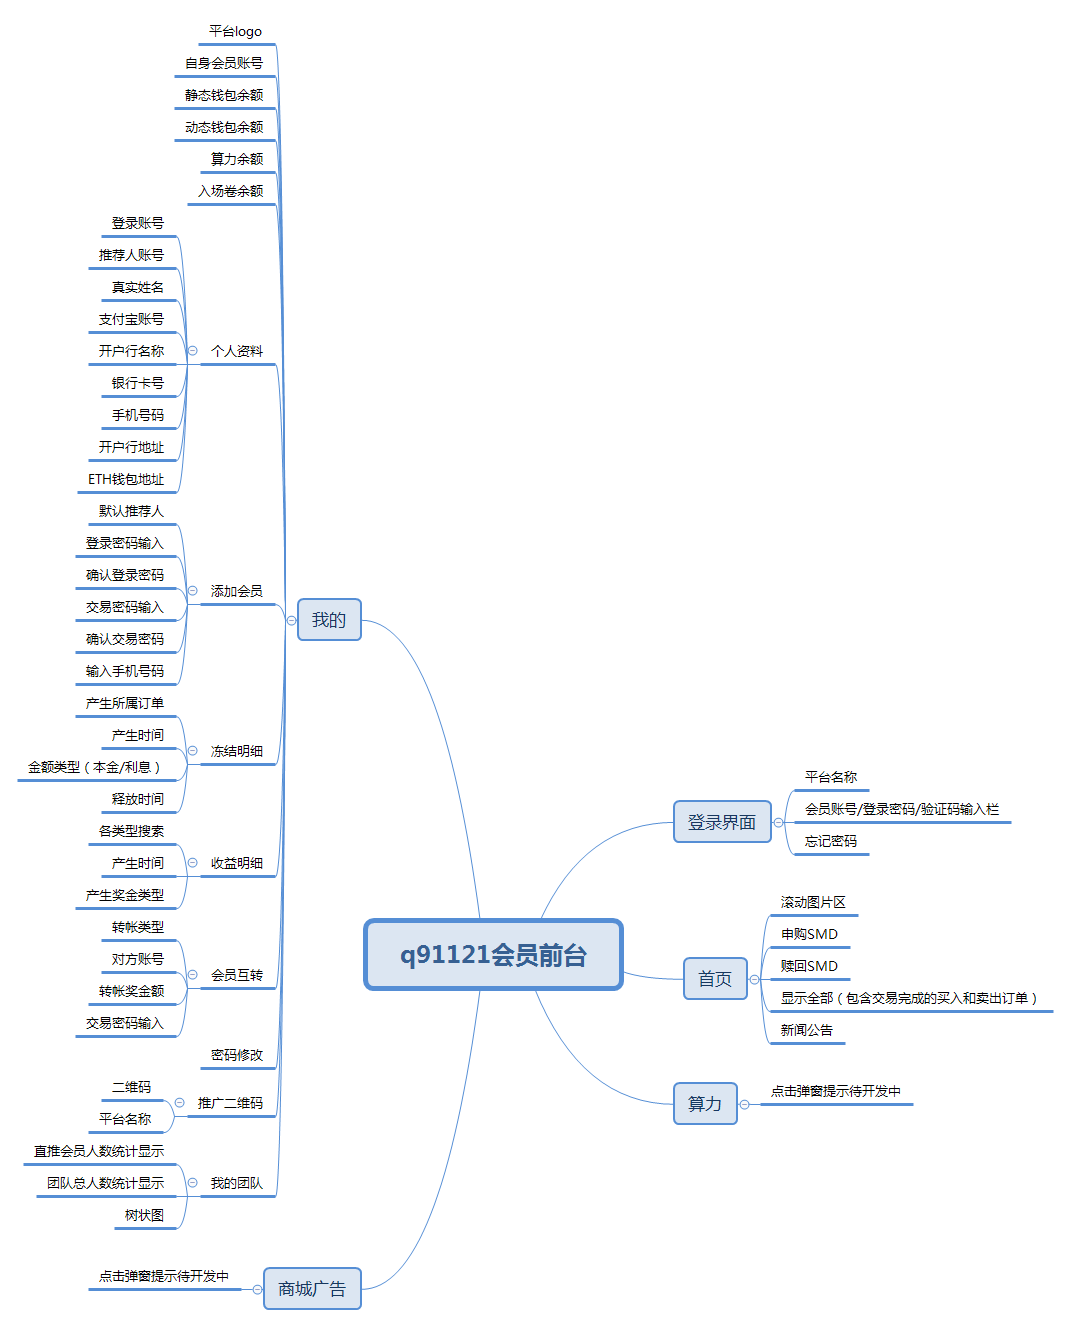 平台logo
自身会员账号
静态钱包余额
动态钱包余额
算力余额
入场卷余额
登录账号
推荐人账号
真实姓名
支付宝账号
开户行名称
个人资料
银行卡号
手机号码
开户行地址
ETH钱包地址
默认推荐人
登录密码输入
确认登录密码
添加会员
交易密码输入
确认交易密码
输入手机号码
我的
产生所属订单
产生时间
冻结明细
金额类型（本金/利息）
释放时间
各类型搜索
产生时间
收益明细
产生奖金类型
转帐类型
对方账号
会员互转
转帐奖金额
交易密码输入
密码修改
二维码
推广二维码
平台名称
直推会员人数统计显示
团队总人数统计显示
我的团队
树状图
点击弹窗提示待开发中
商城广告
q91121会员前台
平台名称
登录界面
会员账号/登录密码/验证码输入栏
忘记密码
滚动图片区
申购SMD
赎回SMD
首页
显示全部（包含交易完成的买入和卖出订单）
新闻公告
算力
点击弹窗提示待开发中